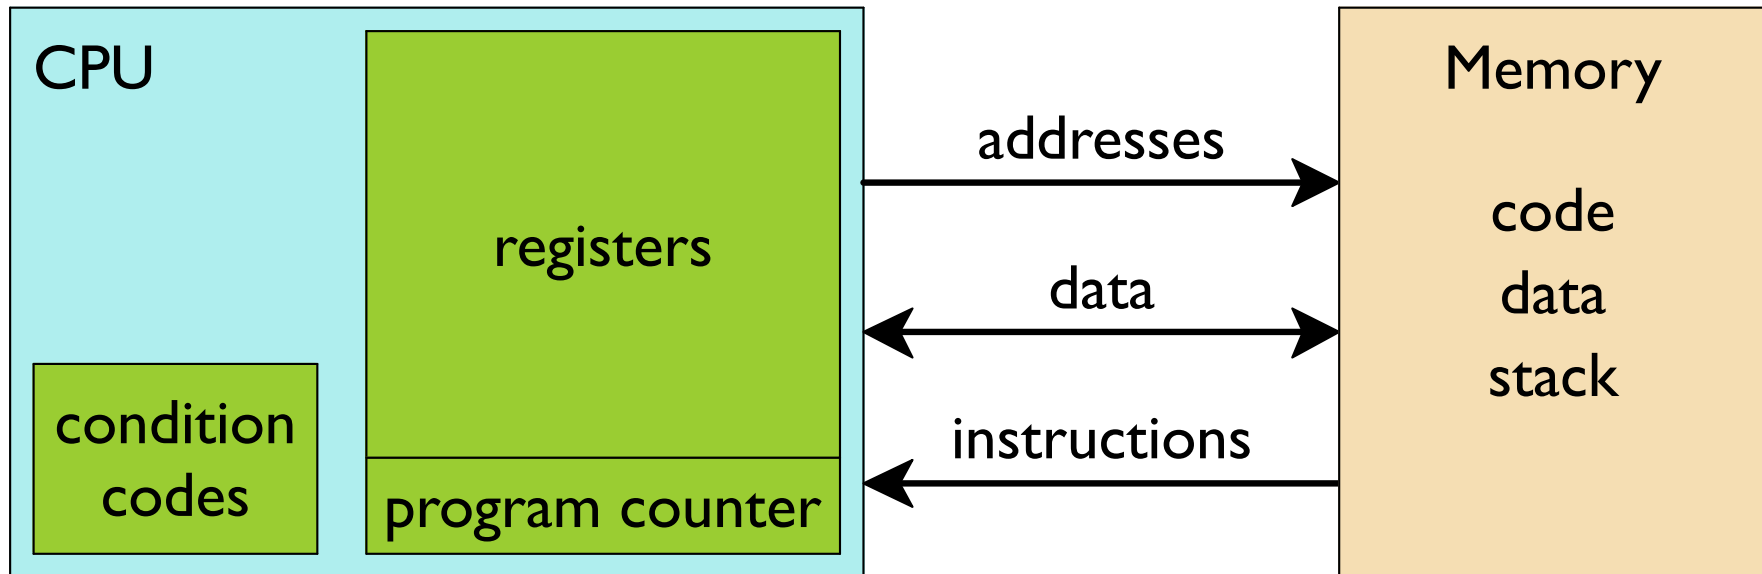 CPU
registers
condition
codes
program counter
addresses
data
instructions
Memory
code
data
stack